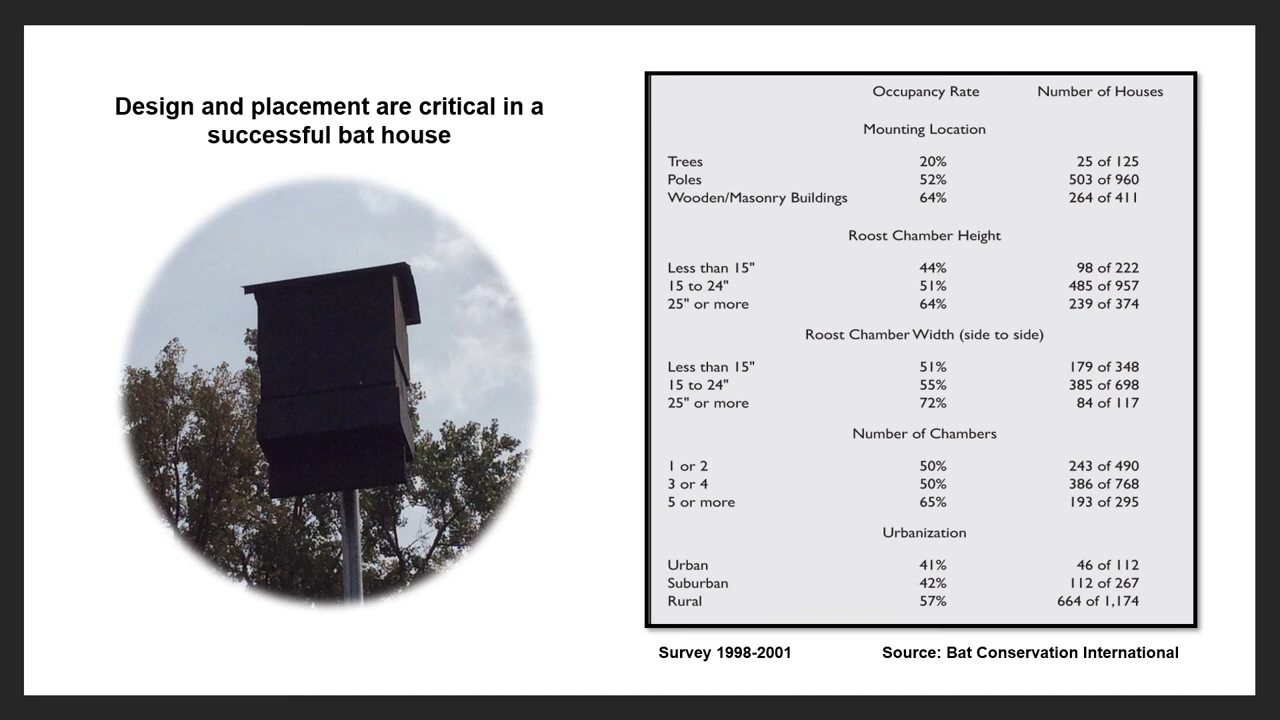 Design and placement are critical in a
successful bat house
Occupancy Rate Number of Houses
Mounting Location
Trees 20% 25 of 125
Poles 52% 503 of 960
Wooden/Masonry Buildings 64% 264 of 411
Roost Chamber Height
Less than 15" 44% 98 of 222
15 to 24" 51% 485 of 957
25" or more 64% 239 of 374
Roost Chamber Width (side to side)
Less than 15" 51% 179 of 348
15 to 24" 55% 385 of 698
25" or more 72% 84 of 117
Number of Chambers
1 or 2 50% 243 of 490
3 or 4 50% 386 of 768
5 or more 65% 193 of 295
Urbanization
Urban 41% 46 of 112
Suburban 42% 112 of 267
Rural 57% 664 of 1,174
Survey 1998-2001 Source: Bat Conservation International